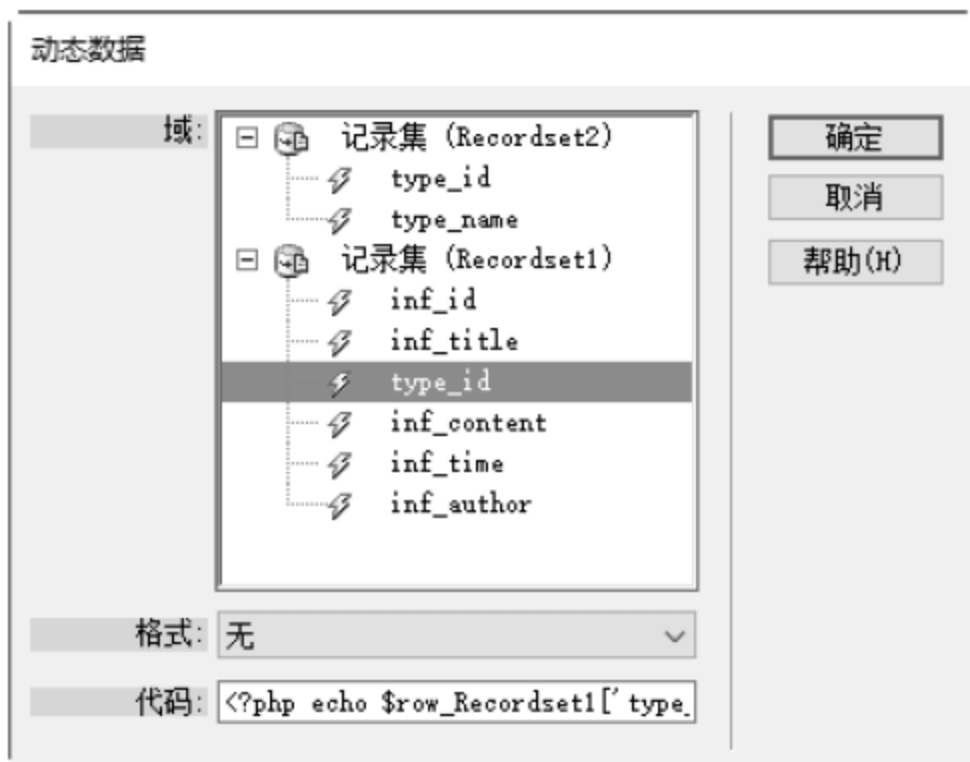 动态数据
域:
记录集 (Recordset2)
type_id
type_name
记录集 (Recordset1)
inf_id
inf_title
type_id
inf_content
inf_time
inf_author
确定
取消
帮助(H)
格式: 无
代码: <?php echo $row_Recordset1['type_